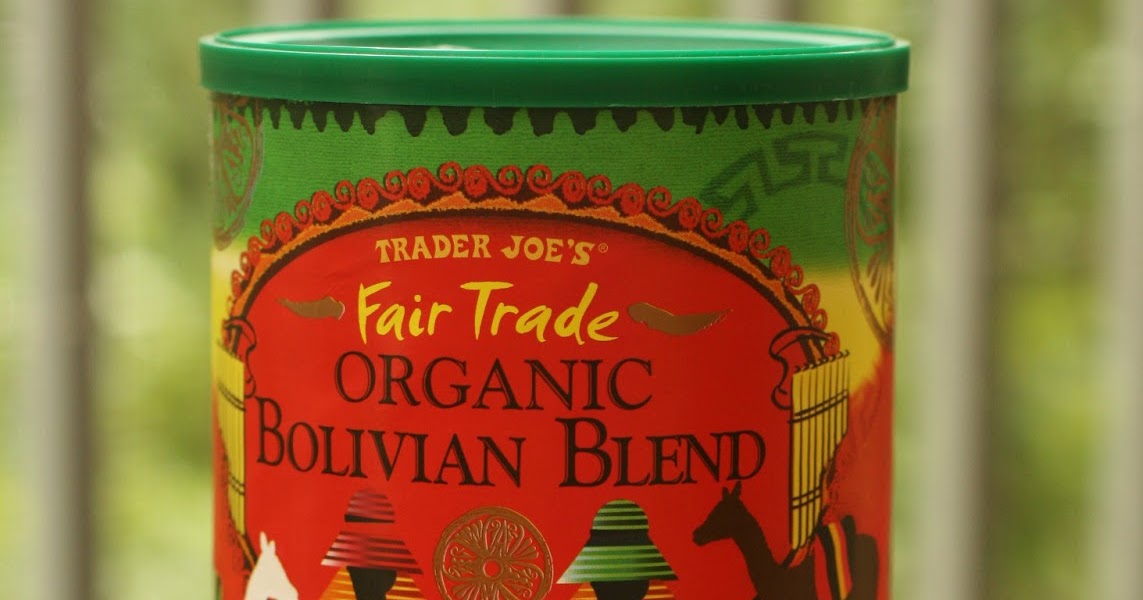 TRADER JOE'S®
Fair Trade
ORGANIC
BOLIVIAN BLEND